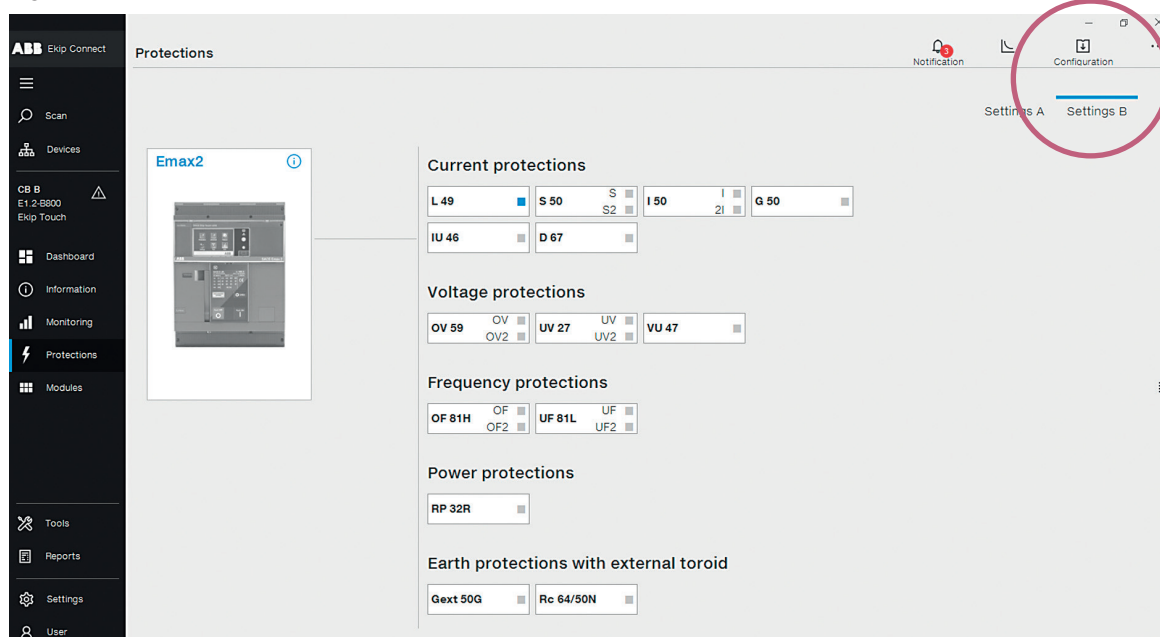 ABB Ekip Connect
Protections
Notification
3
Configuration
Settings A
Settings B
Scan
Devices
CB B
E1.2-B800
Ekip Touch
Dashboard
Information
Monitoring
Protections
Modules
Tools
Reports
Settings
User
Emax2
Current protections
L 49
S 50 S
S2
I 50 I
2I
G 50
IU 46
D 67
Voltage protections
OV 59 OV
OV2
UV 27 UV
UV2
VU 47
Frequency protections
OF 81H OF
OF2
UF 81L UF
UF2
Power protections
RP 32R
Earth protections with external toroid
Gext 50G
Rc 64/50N